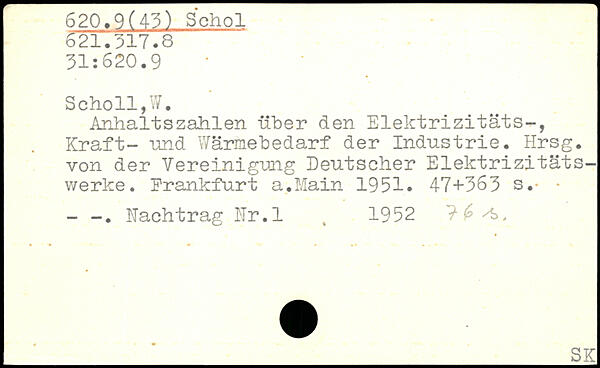 620.9(43) Schol
621.317.8
31:620.9
Scholl,W.
Anhaltszahlen über den Elektrizitäts-,
Kraft- und Wärmebedarf der Industrie. Hrsg.
von der Vereinigung Deutscher Elektrizitäts-
werke. Frankfurt a.Main 1951. 47+363 s.
- -. Nachtrag Nr.1 1952 76 s.
SK